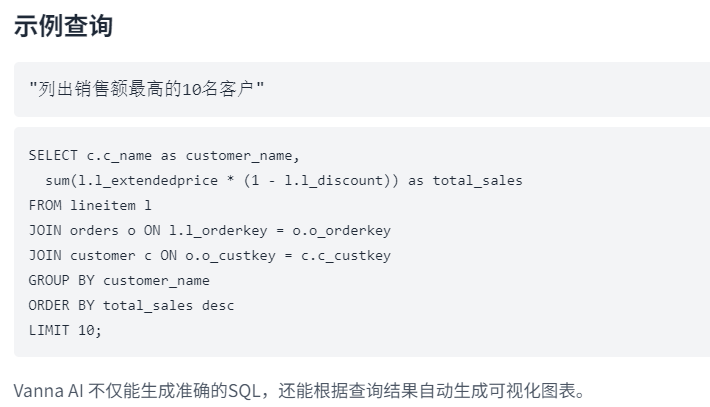 示例查询
"列出销售额最高的10名客户"
SELECT c.c_name as customer_name,
  sum(l.l_extendedprice * (1 - l.l_discount)) as total_sales
FROM lineitem l
JOIN orders o ON l.l_orderkey = o.o_orderkey
JOIN customer c ON o.o_custkey = c.c_custkey
GROUP BY customer_name
ORDER BY total_sales desc
LIMIT 10;
Vanna AI 不仅能生成准确的SQL，还能根据查询结果自动生成可视化图表。